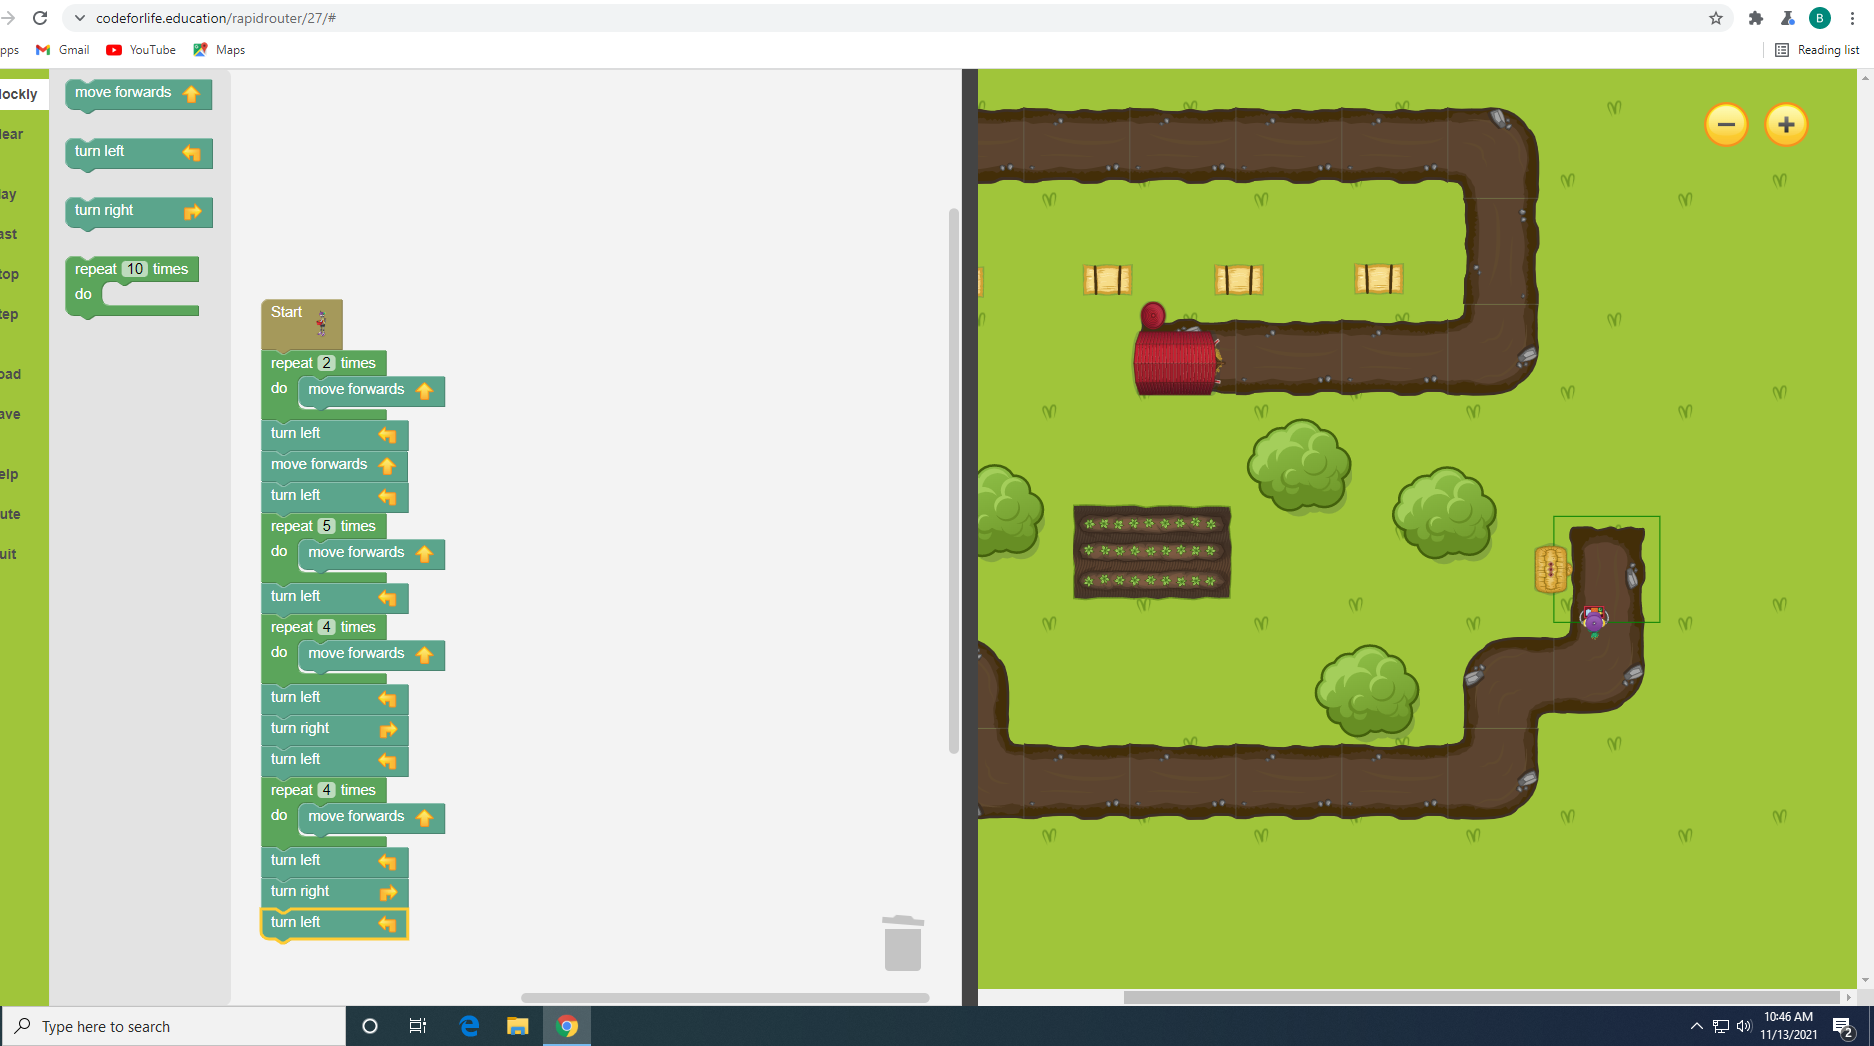 codeforlife.education/rapidrouter/27/#
B
pps
Gmail
YouTube
Maps
Reading list
lockly
lear
lay
ast
top
tep
oad
ave
elp
ute
uit
move forwards
turn left
turn right
repeat 10 times
do
Start
repeat 2 times
do move forwards
turn left
move forwards
turn left
repeat 5 times
do move forwards
turn left
repeat 4 times
do move forwards
turn left
turn right
turn left
repeat 4 times
do move forwards
turn left
turn right
turn left
Type here to search
10:46 AM
11/13/2021
2